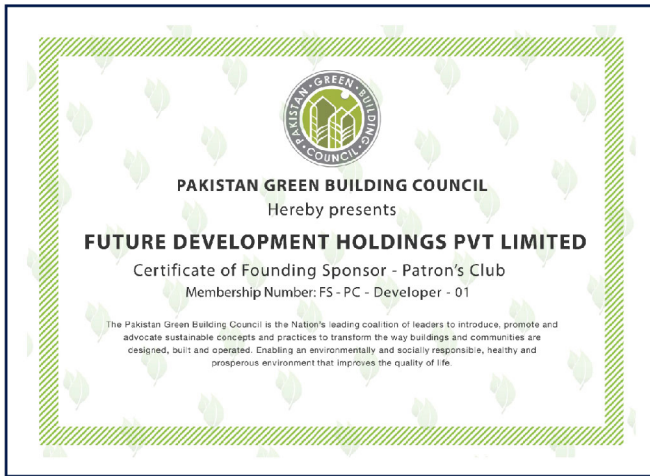 PAKISTAN · GREEN · BUILDING · COUNCIL
PAKISTAN GREEN BUILDING COUNCIL
Hereby presents
FUTURE DEVELOPMENT HOLDINGS PVT LIMITED
Certificate of Founding Sponsor - Patron's Club
Membership Number: FS - PC - Developer - 01
The Pakistan Green Building Council is the Nation's leading coalition of leaders to introduce, promote and
advocate sustainable concepts and practices to transform the way buildings and communities are
designed, built and operated. Enabling an environmentally and socially responsible, healthy and
prosperous environment that improves the quality of life.